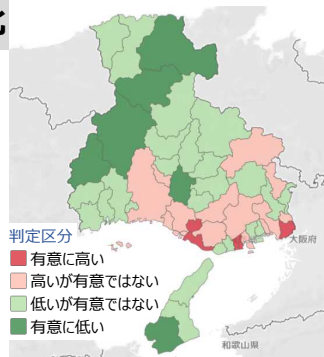 判定区分
有意に高い
高いが有意ではない
低いが有意ではない
有意に低い
大阪府
和歌山県